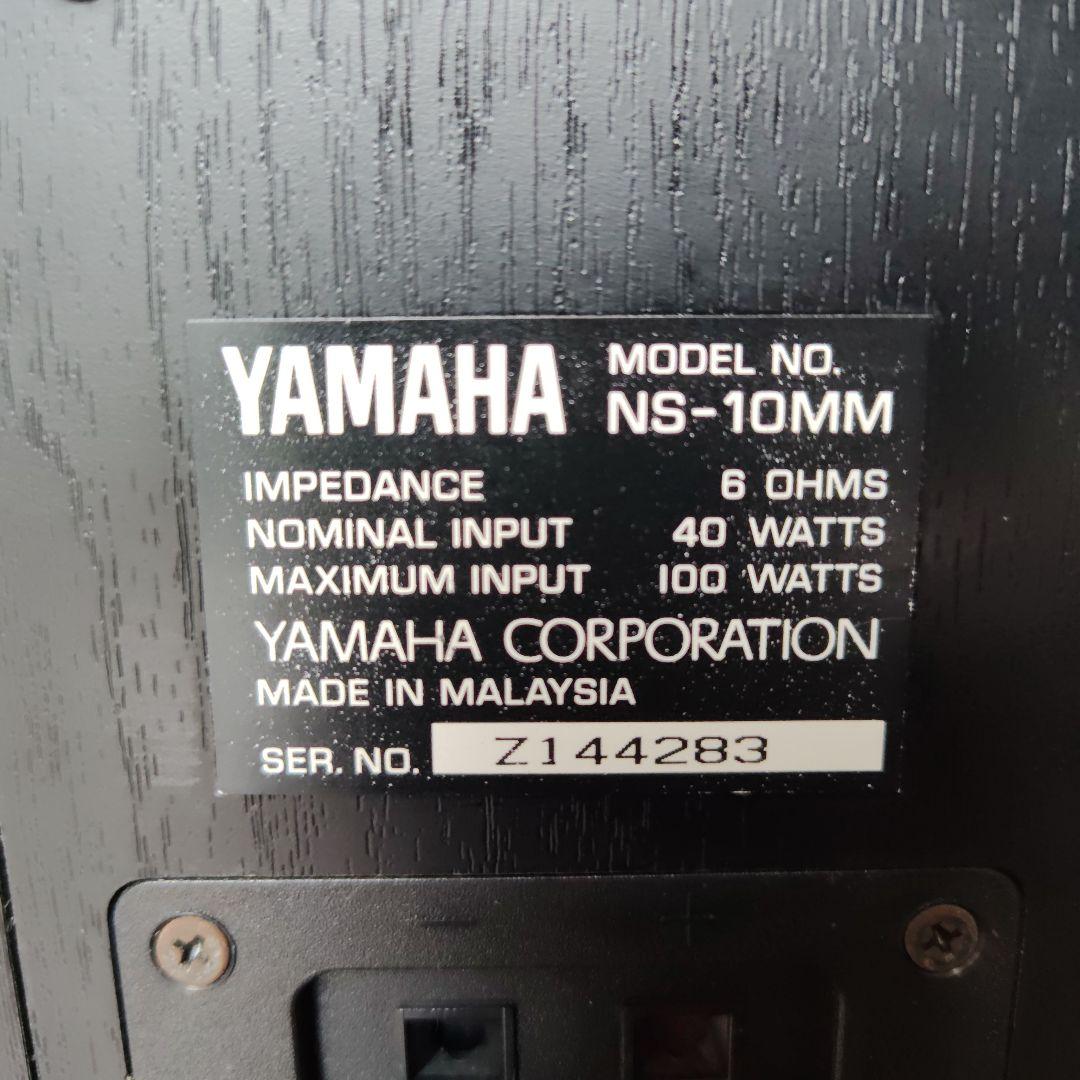 YAMAHA MODEL NO.
NS-10MM
IMPEDANCE 6 OHMS
NOMINAL INPUT 40 WATTS
MAXIMUM INPUT 100 WATTS
YAMAHA CORPORATION
MADE IN MALAYSIA
SER. NO. Z144283
− +